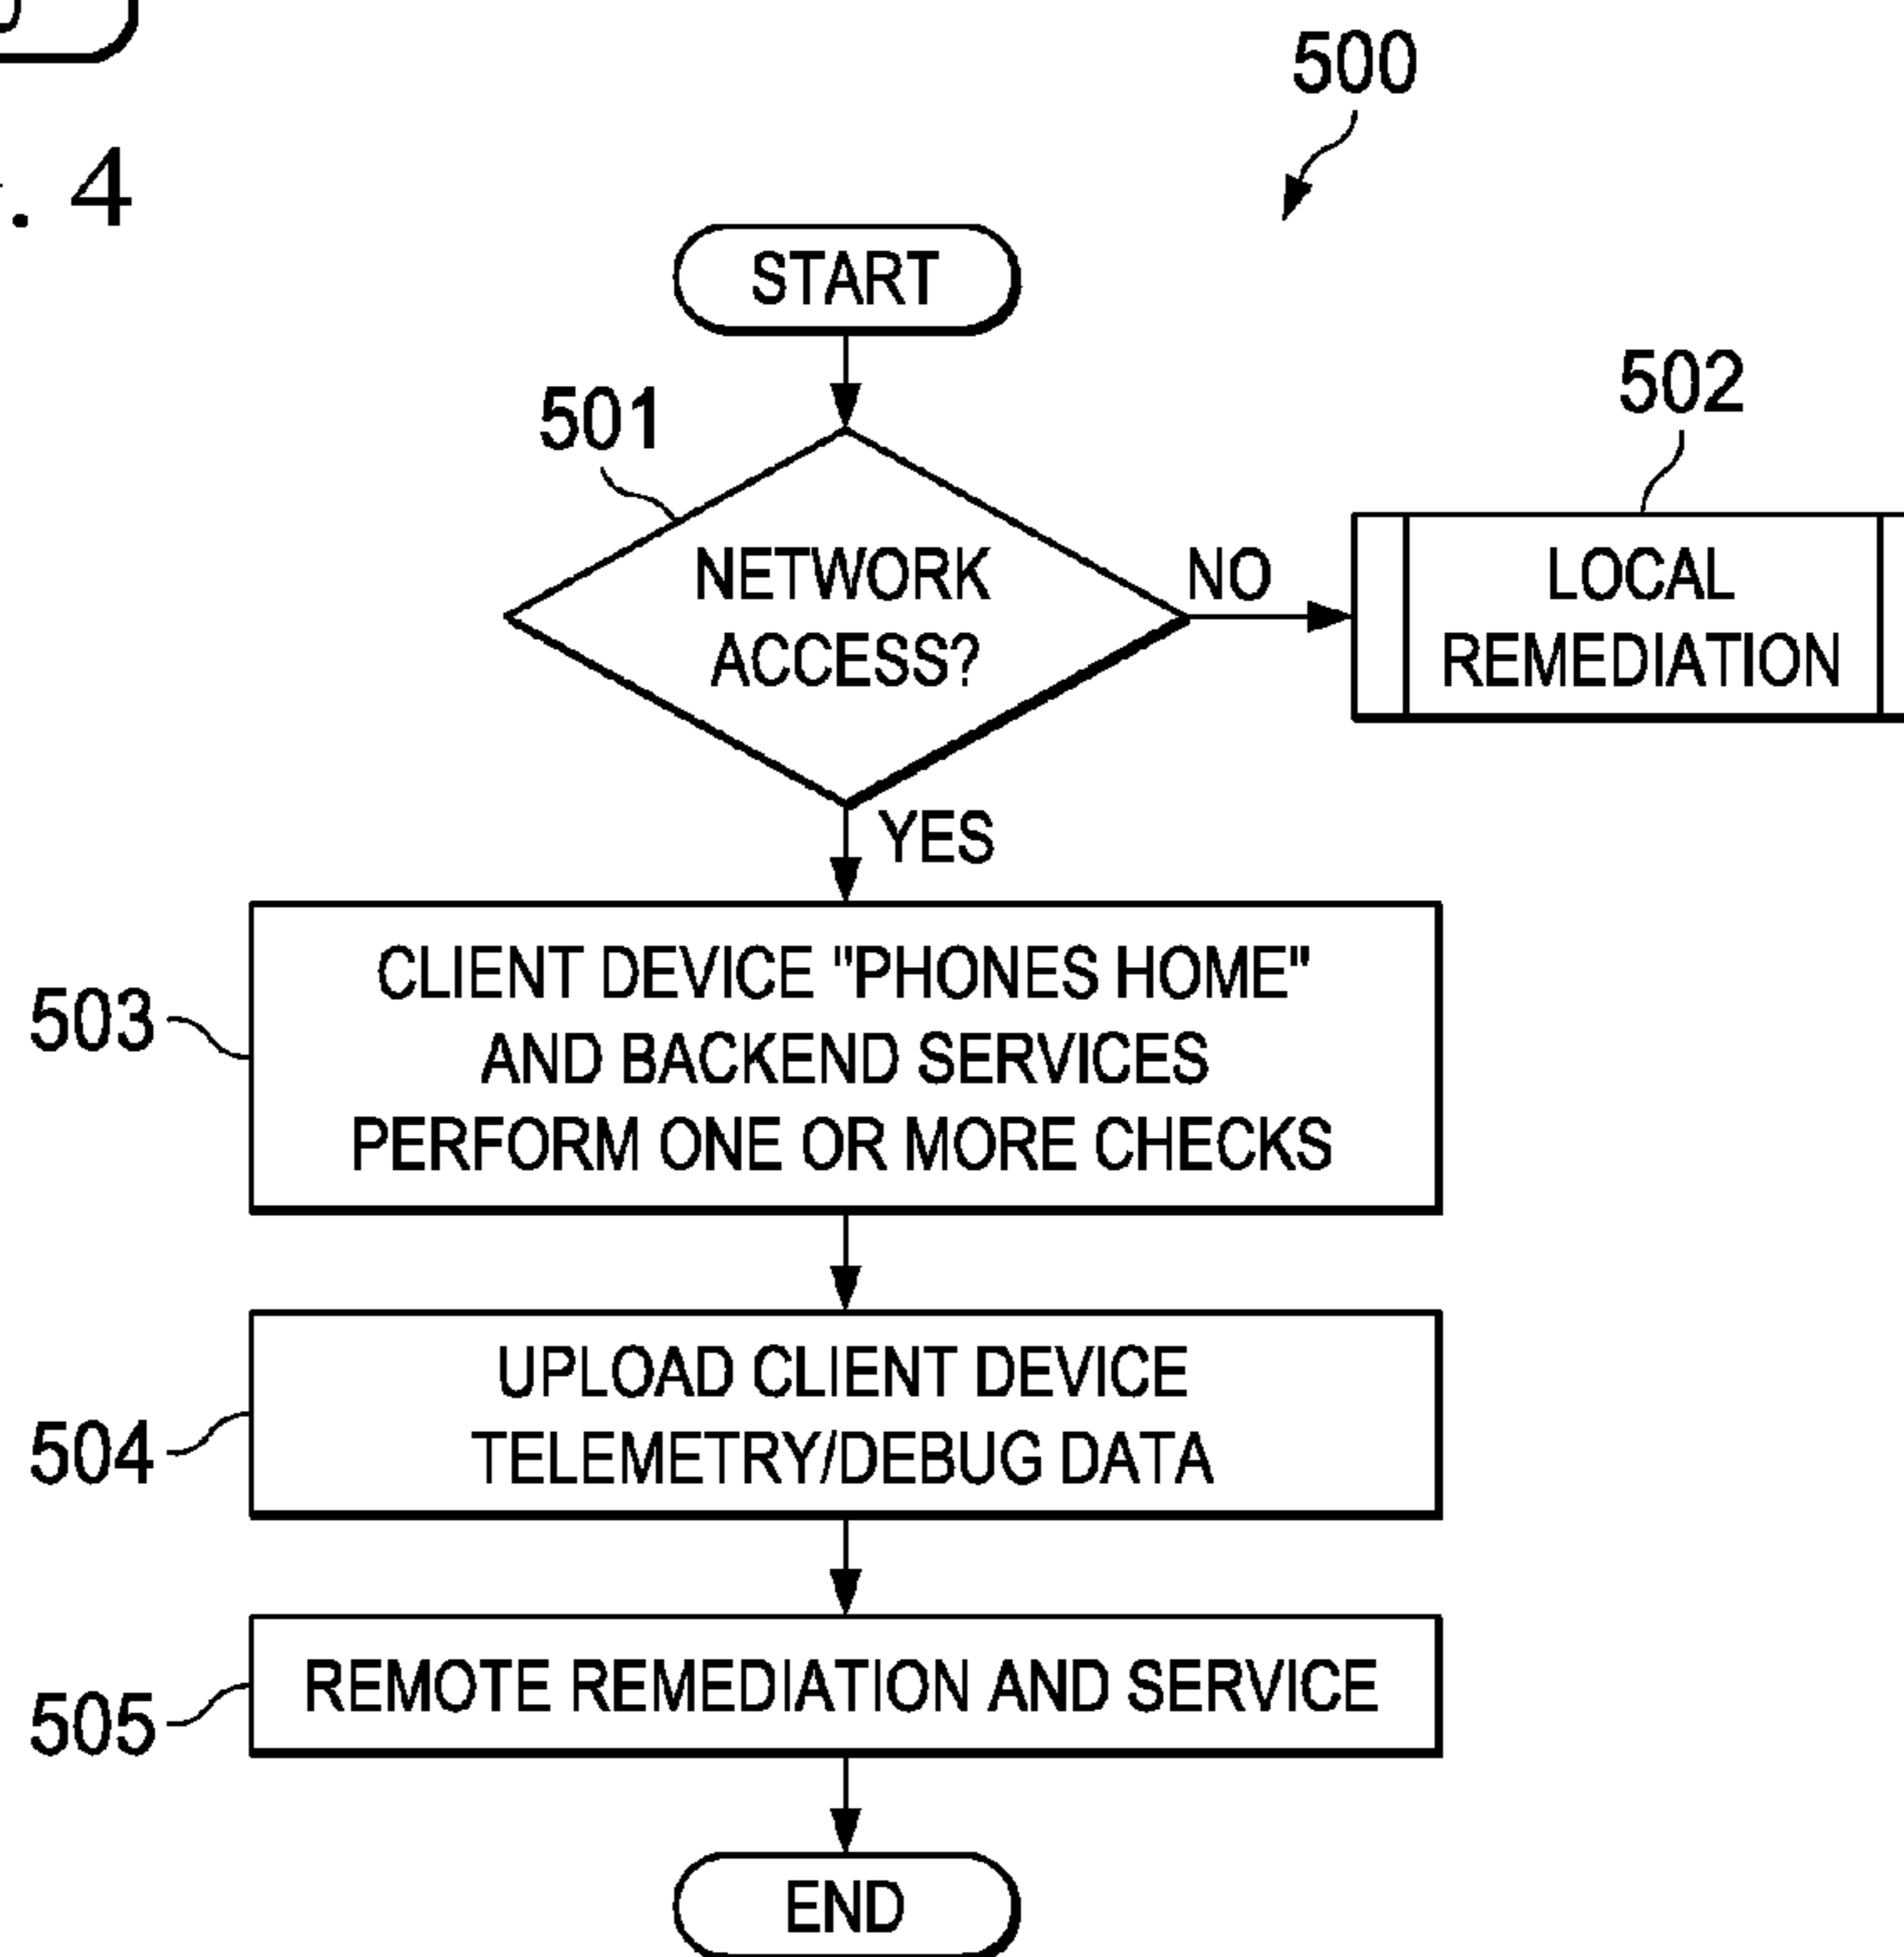 . 4
500
START
501
502
NETWORK
ACCESS?
NO
LOCAL
REMEDIATION
YES
503
CLIENT DEVICE "PHONES HOME"
AND BACKEND SERVICES
PERFORM ONE OR MORE CHECKS
504
UPLOAD CLIENT DEVICE
TELEMETRY/DEBUG DATA
505
REMOTE REMEDIATION AND SERVICE
END